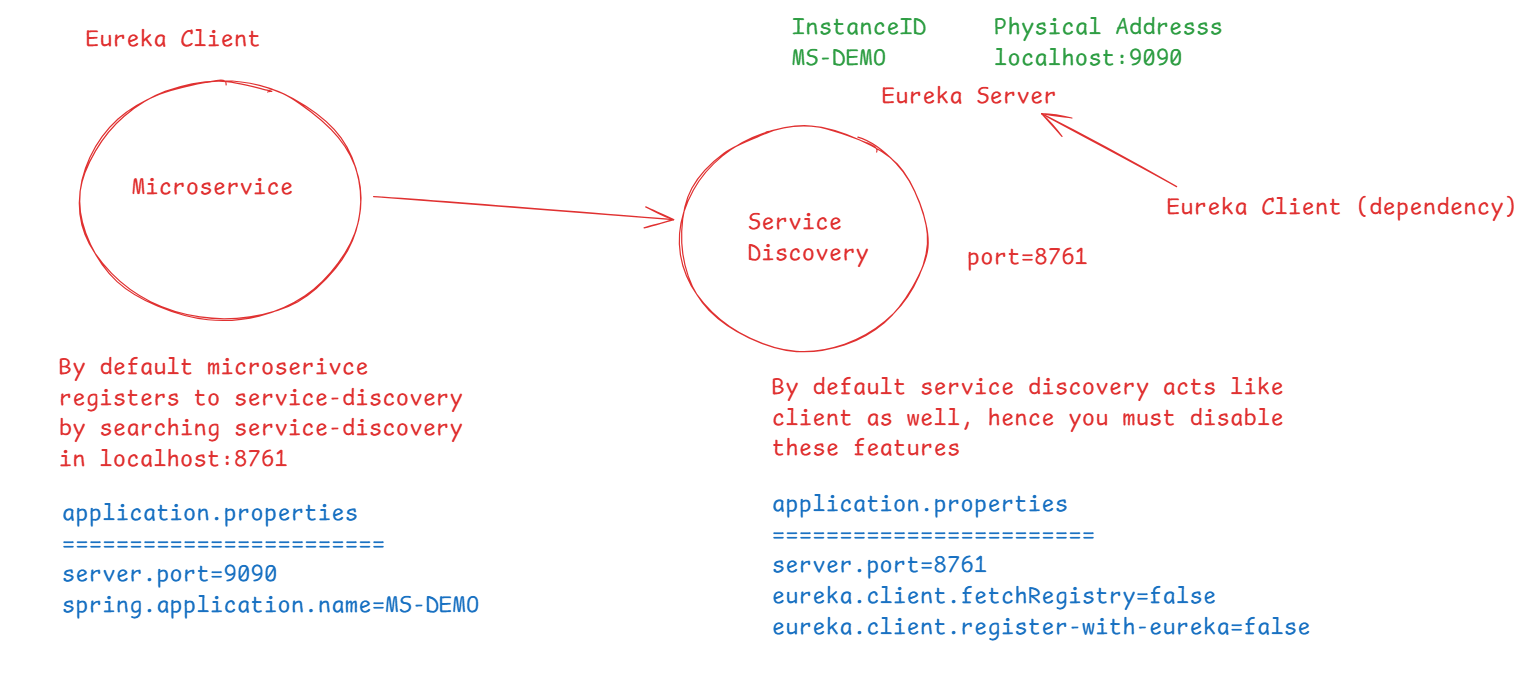 Eureka Client
Microservice
By default microserivce
registers to service-discovery
by searching service-discovery
in localhost:8761
application.properties
========================
server.port=9090
spring.application.name=MS-DEMO
InstanceID Physical Addresss
MS-DEMO localhost:9090
Eureka Server
Service
Discovery
Eureka Client (dependency)
port=8761
By default service discovery acts like
client as well, hence you must disable
these features
application.properties
========================
server.port=8761
eureka.client.fetchRegistry=false
eureka.client.register-with-eureka=false